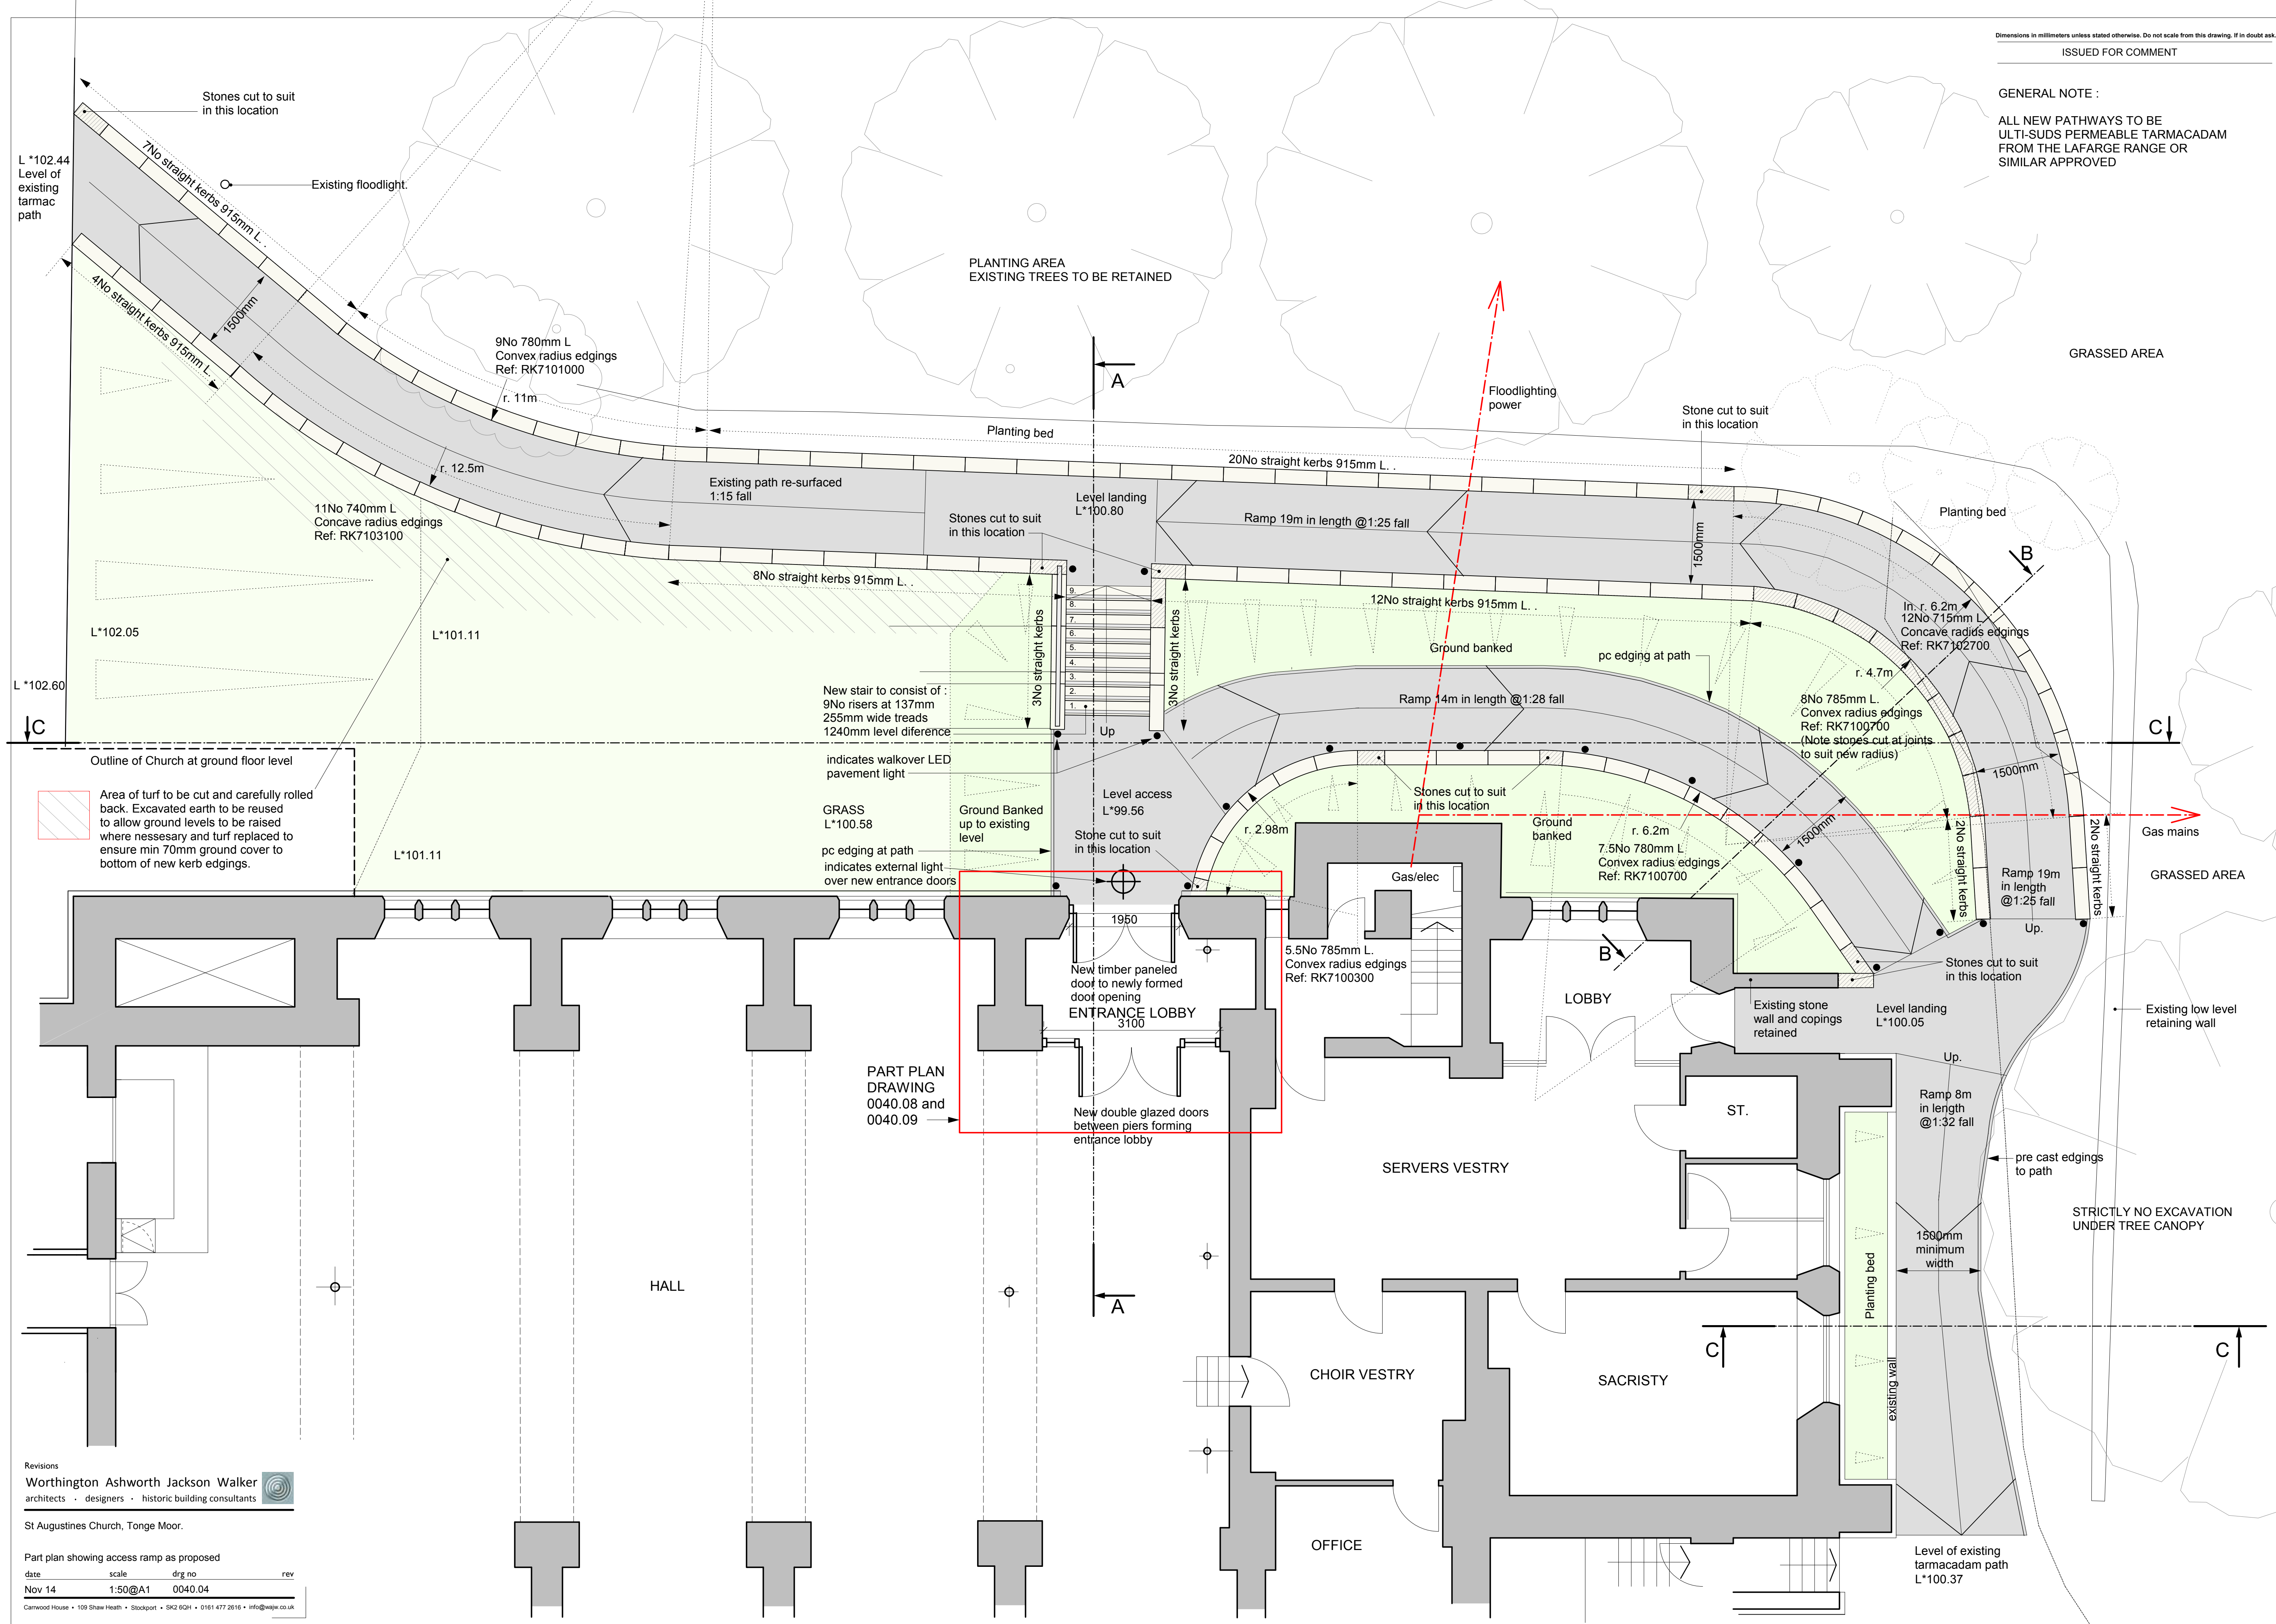 Dimensions in millimeters unless stated otherwise. Do not scale from this drawing. If in doubt ask.
ISSUED FOR COMMENT
GENERAL NOTE :
ALL NEW PATHWAYS TO BE
ULTI-SUDS PERMEABLE TARMACADAM
FROM THE LAFARGE RANGE OR
SIMILAR APPROVED
Stones cut to suit
in this location
L *102.44
Level of
existing
tarmac
path
7No straight kerbs 915mm L. .
Existing floodlight.
4No straight kerbs 915mm L. .
1500mm
PLANTING AREA
EXISTING TREES TO BE RETAINED
9No 780mm L
Convex radius edgings
Ref: RK7101000
r. 11m
A
Floodlighting
power
GRASSED AREA
Stone cut to suit
in this location
Planting bed
20No straight kerbs 915mm L. .
r. 12.5m
Existing path re-surfaced
1:15 fall
Level landing
L*100.80
Stones cut to suit
in this location
Ramp 19m in length @1:25 fall
1500mm
Planting bed
11No 740mm L
Concave radius edgings
Ref: RK7103100
B
8No straight kerbs 915mm L. .
12No straight kerbs 915mm L. .
9.
8.
7.
6.
5.
4.
3.
2.
1.
3No straight kerbs
3No straight kerbs
In. r. 6.2m
12No 715mm L
Concave radius edgings
Ref: RK7102700
L*102.05
L*101.11
Ground banked
pc edging at path
r. 4.7m
L *102.60
New stair to consist of :
9No risers at 137mm
255mm wide treads
1240mm level diference
Ramp 14m in length @1:28 fall
8No 785mm L.
Convex radius edgings
Ref: RK7100700
(Note stones cut at joints
to suit new radius)
C
C
Up
Outline of Church at ground floor level
indicates walkover LED
pavement light
1500mm
Area of turf to be cut and carefully rolled
back. Excavated earth to be reused
to allow ground levels to be raised
where nessesary and turf replaced to
ensure min 70mm ground cover to
bottom of new kerb edgings.
GRASS
L*100.58
Ground Banked
up to existing
level
Level access
L*99.56
Stone cut to suit
in this location
Stones cut to suit
in this location
r. 2.98m
Ground
banked
r. 6.2m
7.5No 780mm L
Convex radius edgings
Ref: RK7100700
1500mm
2No straight kerbs
2No straight kerbs
Gas mains
L*101.11
pc edging at path
indicates external light
over new entrance doors
Gas/elec
Ramp 19m
in length
@1:25 fall
GRASSED AREA
1950
Up.
5.5No 785mm L.
Convex radius edgings
Ref: RK7100300
B
New timber paneled
door to newly formed
door opening
ENTRANCE LOBBY
3100
LOBBY
Stones cut to suit
in this location
Existing stone
wall and copings
retained
Level landing
L*100.05
Existing low level
retaining wall
PART PLAN
DRAWING
0040.08 and
0040.09
New double glazed doors
between piers forming
entrance lobby
Up.
ST.
Ramp 8m
in length
@1:32 fall
SERVERS VESTRY
pre cast edgings
to path
STRICTLY NO EXCAVATION
UNDER TREE CANOPY
1500mm
minimum
width
Planting bed
HALL
A
C
C
CHOIR VESTRY
SACRISTY
existing wall
OFFICE
Level of existing
tarmacadam path
L*100.37
Revisions
Worthington Ashworth Jackson Walker
architects · designers · historic building consultants
St Augustines Church, Tonge Moor.
Part plan showing access ramp as proposed
date scale drg no rev
Nov 14 1:50@A1 0040.04
Carrwood House • 109 Shaw Heath • Stockport • SK2 6QH • 0161 477 2616 • info@wajw.co.uk